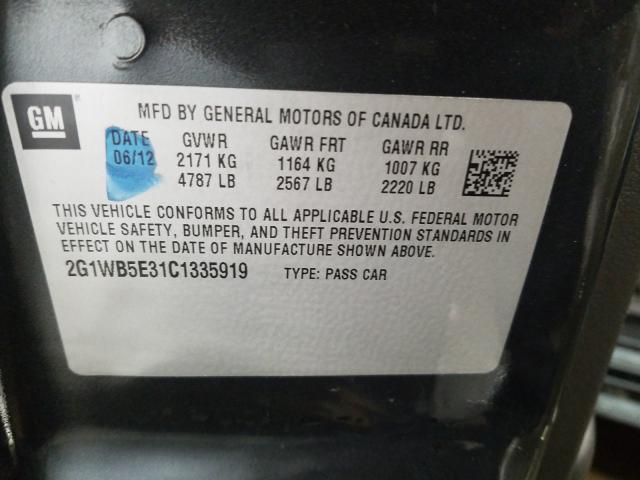 GM
MFD BY GENERAL MOTORS OF CANADA LTD.
DATE GVWR GAWR FRT GAWR RR
06/12 2171 KG 1164 KG 1007 KG
4787 LB 2567 LB 2220 LB
THIS VEHICLE CONFORMS TO ALL APPLICABLE U.S. FEDERAL MOTOR
VEHICLE SAFETY, BUMPER, AND THEFT PREVENTION STANDARDS IN
EFFECT ON THE DATE OF MANUFACTURE SHOWN ABOVE.
2G1WB5E31C1335919 TYPE: PASS CAR